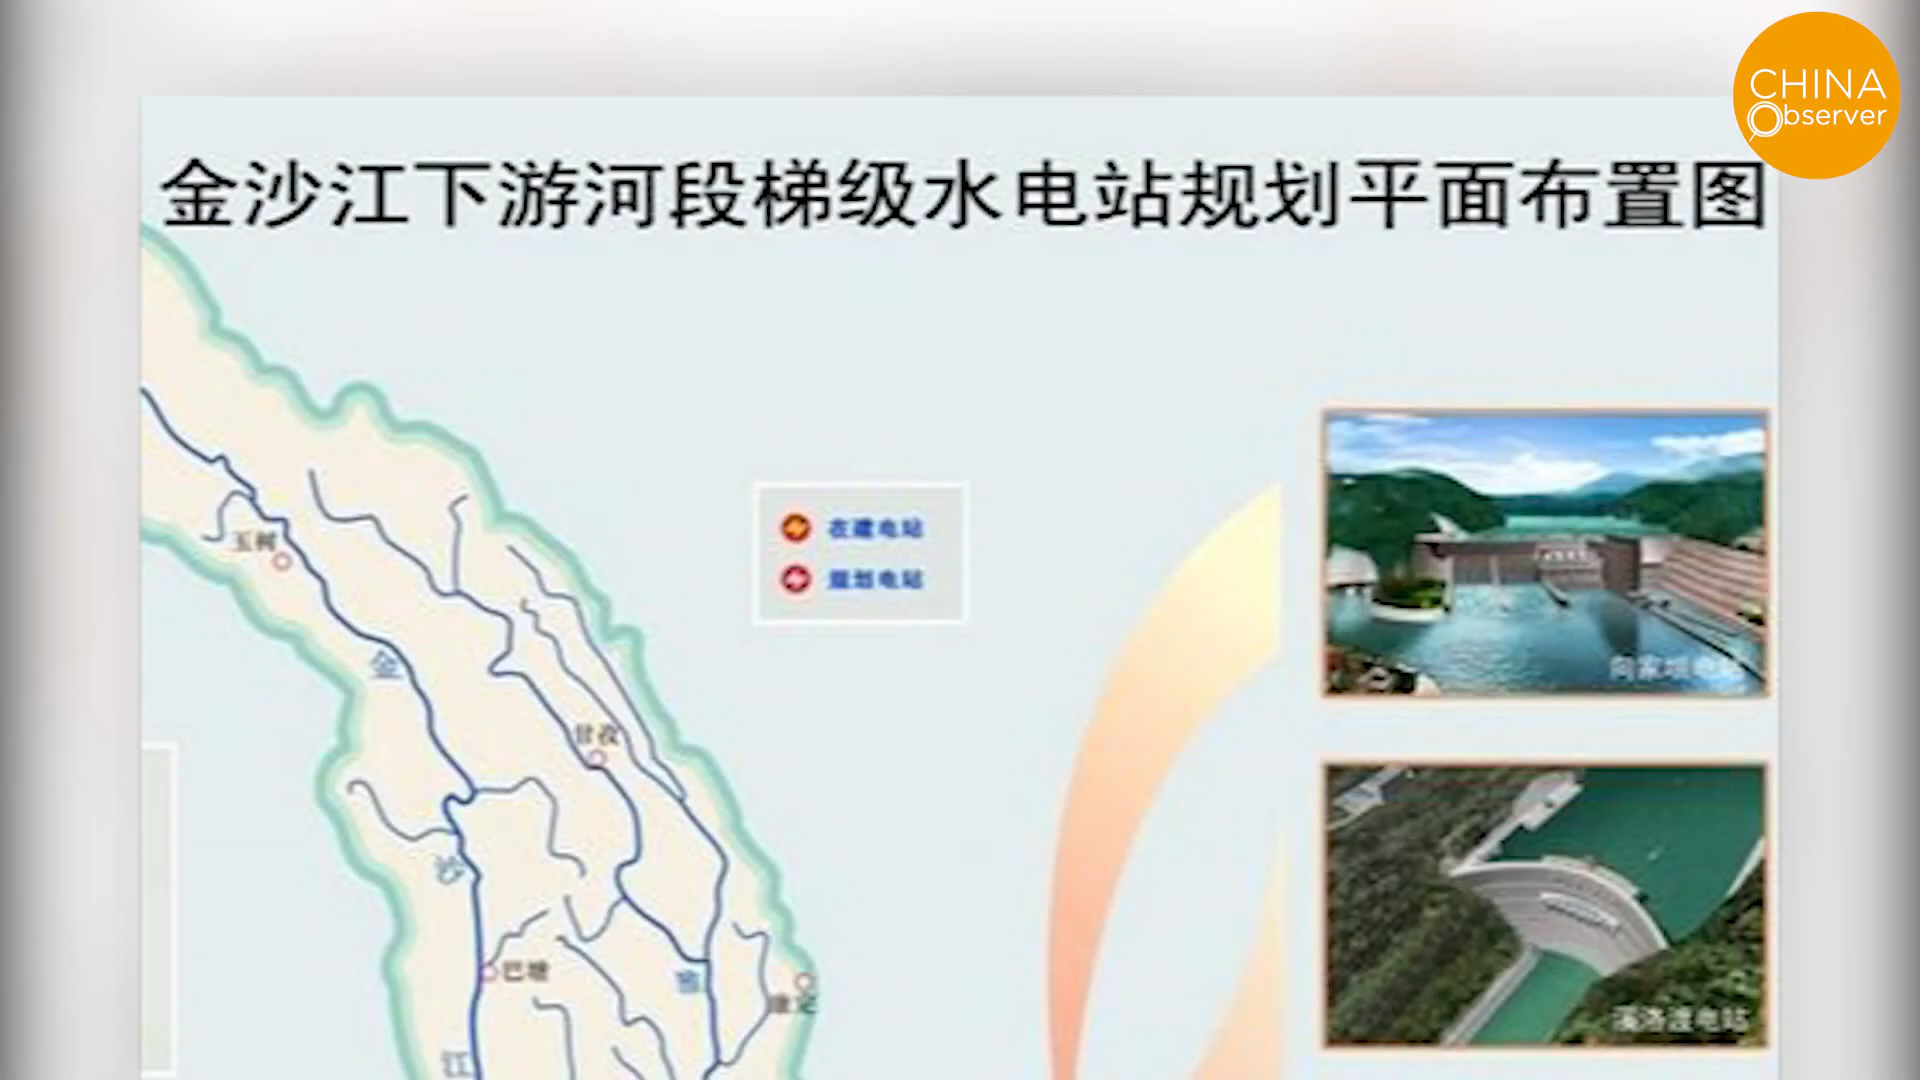 CHINA
Observer
金沙江下游河段梯级水电站规划平面布置图
在建电站
规划电站
玉树
金
甘孜
沙
巴塘
雅
康定
江
向家坝电站
溪洛渡电站